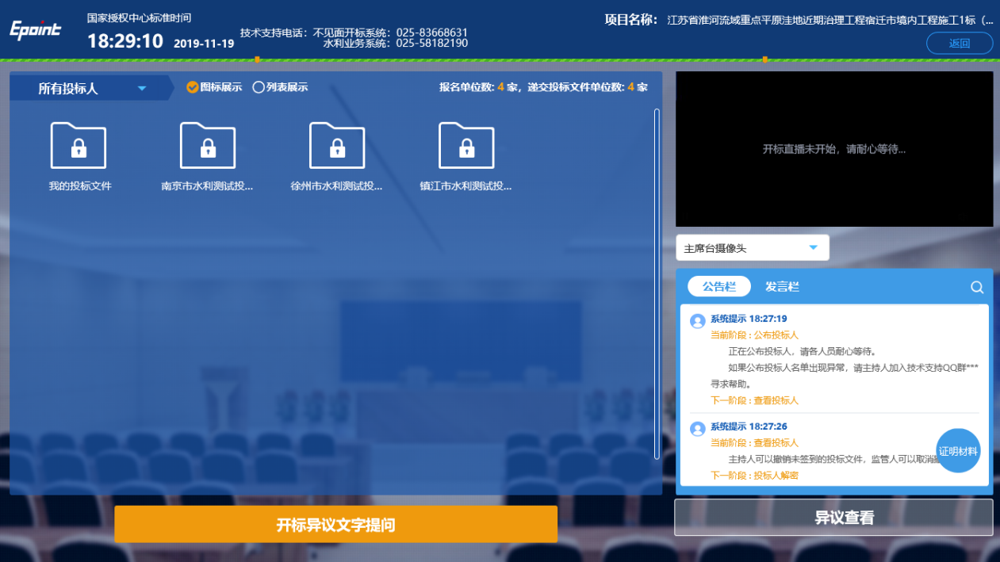 Epoint
国家授权中心标准时间
18:29:10 2019-11-19
技术支持电话：不见面开标系统：025-83668631
水利业务系统：025-58182190
项目名称：江苏省淮河流域重点平原洼地近期治理工程宿迁市境内工程施工1标（...
返回
所有投标人
图标展示 列表展示
报名单位数: 4 家，递交投标文件单位数: 4 家
我的投标文件
南京市水利测试投...
徐州市水利测试投...
镇江市水利测试投...
开标异议文字提问
开标直播未开始，请耐心等待...
主席台摄像头
公告栏 发言栏
系统提示 18:27:19
当前阶段：公布投标人
正在公布投标人，请各人员耐心等待。
如果公布投标人名单出现异常，请主持人加入技术支持QQ群***
寻求帮助。
下一阶段：查看投标人
系统提示 18:27:26
当前阶段：查看投标人
主持人可以撤销未签到的投标文件，监管人可以取消
下一阶段：投标人解密
证明材料
异议查看